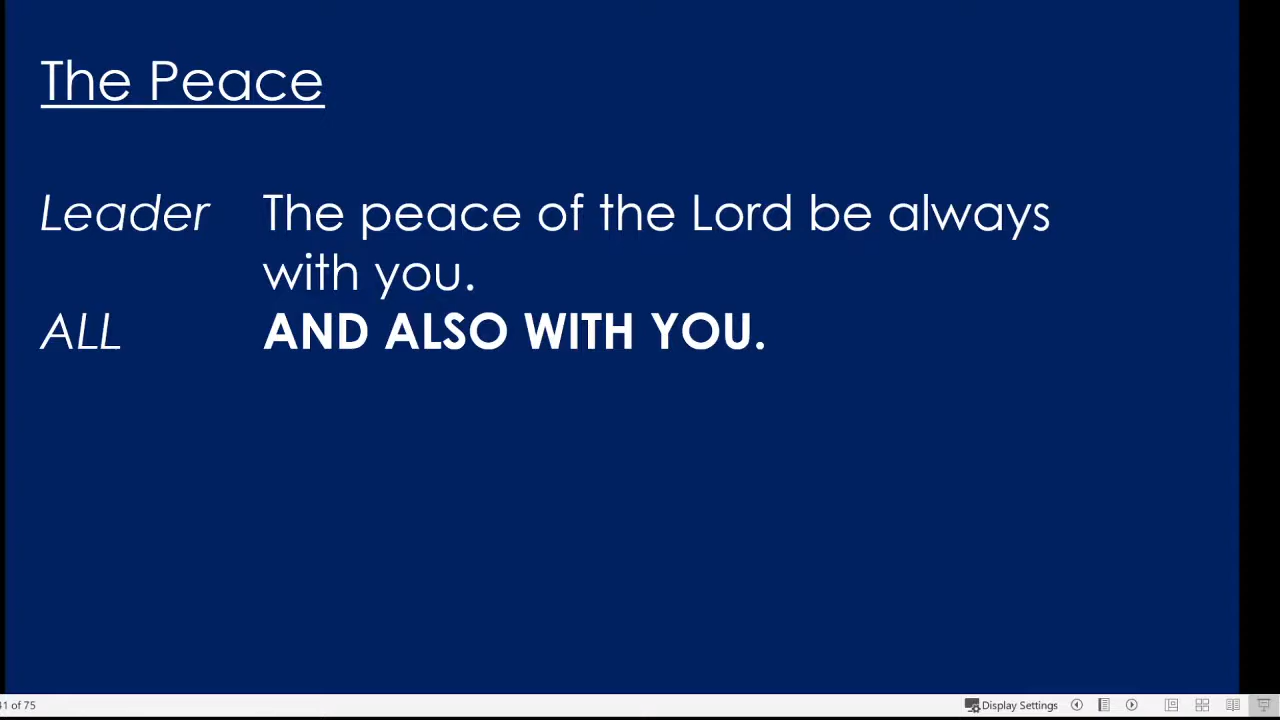 The Peace
Leader The peace of the Lord be always
with you.
ALL AND ALSO WITH YOU.
of 75 Display Settings